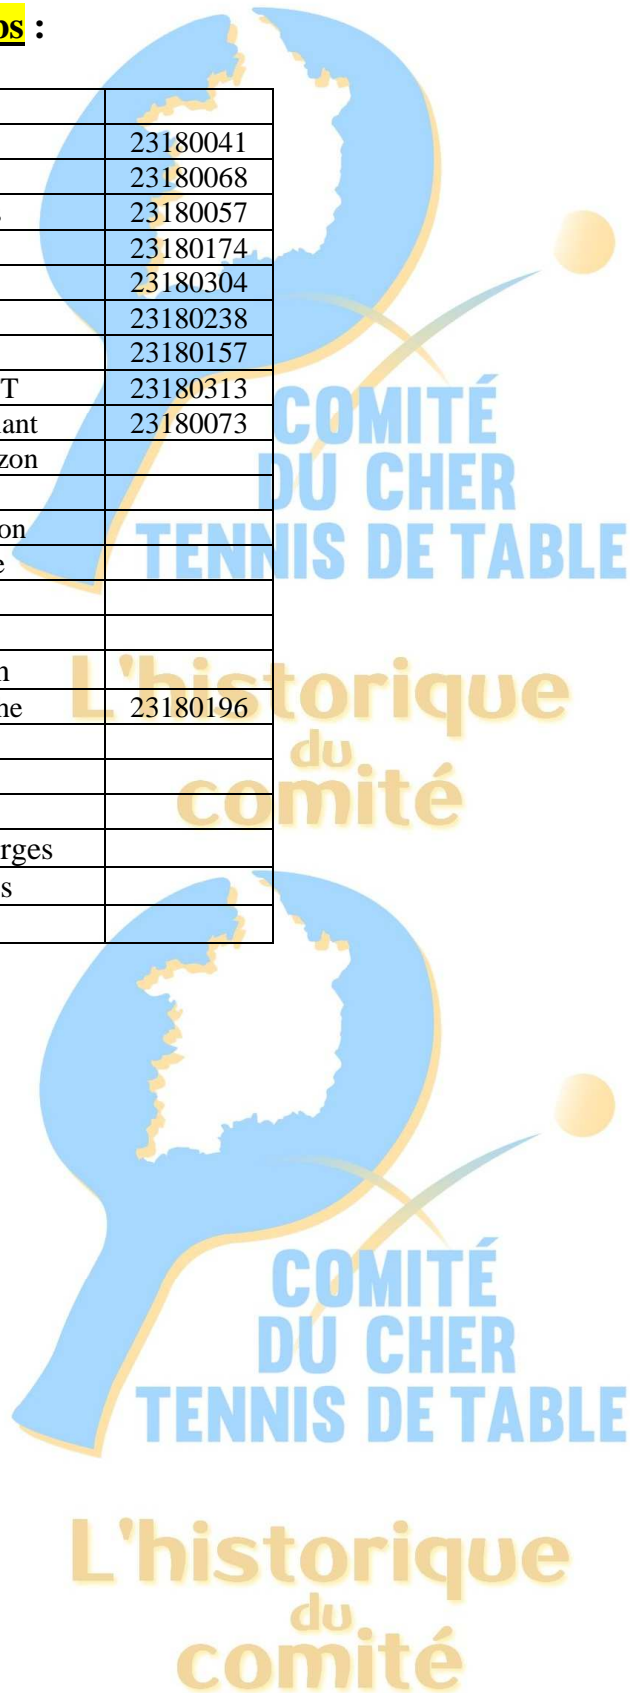 bs :
23180041
23180068
s 23180057
23180174
23180304
23180238
23180157
T 23180313
ant 23180073
zon
on
e
n
ne 23180196
rges
s
COMITÉ
DU CHER
TENNIS DE TABLE
L'historique
du
comité
COMITÉ
DU CHER
TENNIS DE TABLE
L'historique
du
comité